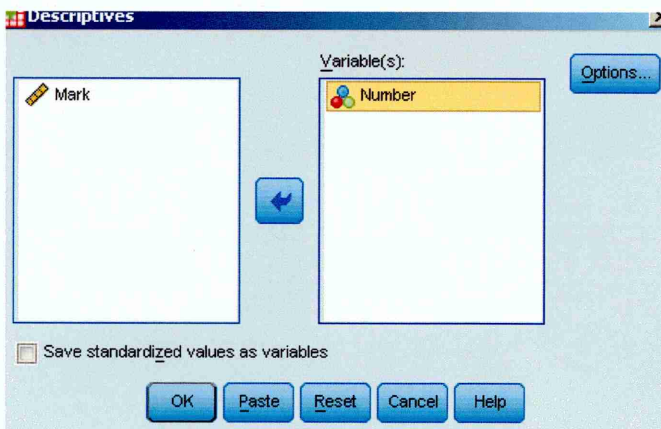 Descriptives
Variable(s):
Options...
Mark
Number
Save standardized values as variables
OK
Paste
Reset
Cancel
Help